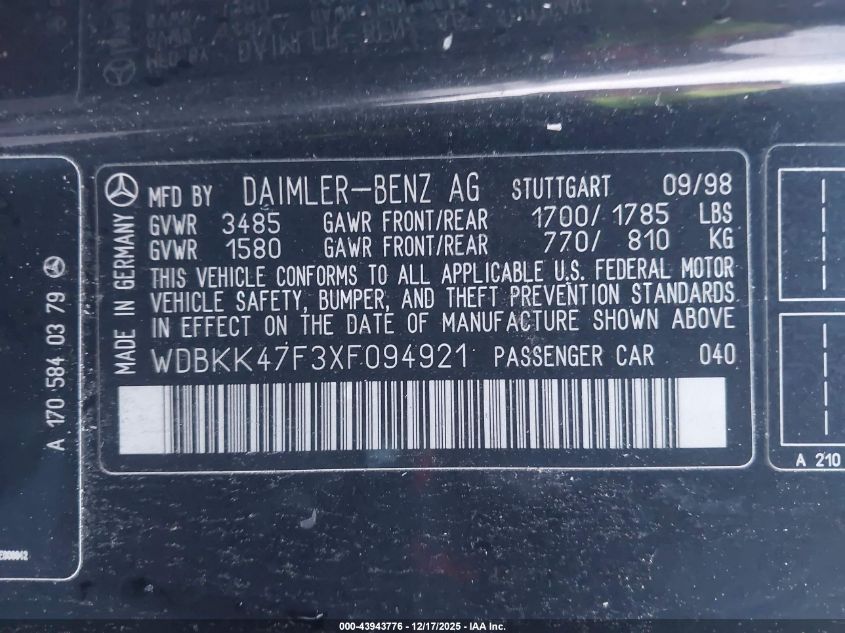 MFD BY DAIMLER-BENZ AG STUTTGART 09/98
GVWR 3485 GAWR FRONT/REAR 1700/ 1785 LBS
GVWR 1580 GAWR FRONT/REAR 770/ 810 KG
THIS VEHICLE CONFORMS TO ALL APPLICABLE U.S. FEDERAL MOTOR
VEHICLE SAFETY, BUMPER, AND THEFT PREVENTION STANDARDS
IN EFFECT ON THE DATE OF MANUFACTURE SHOWN ABOVE
WDBKK47F3XF094921 PASSENGER CAR 040
MADE IN GERMANY
A 170 584 03 79
A 210
000-43943776 - 12/17/2025 - IAA Inc.